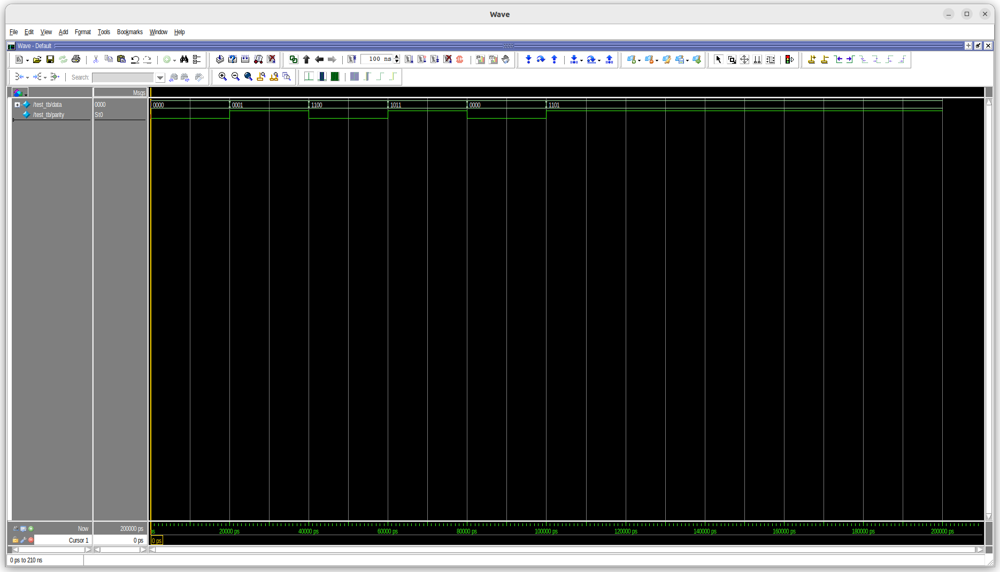 Wave
File Edit View Add Format Tools Bookmarks Window Help
Wave - Default
100 ns
Search:
Msgs
/test_tb/data 0000 0000 0001 1100 1011 0000 1101
/test_tb/parity St0
Now 200000 ps ps 20000 ps 40000 ps 60000 ps 80000 ps 100000 ps 120000 ps 140000 ps 160000 ps 180000 ps 200000 ps
Cursor 1 0 ps 0 ps
0 ps to 210 ns